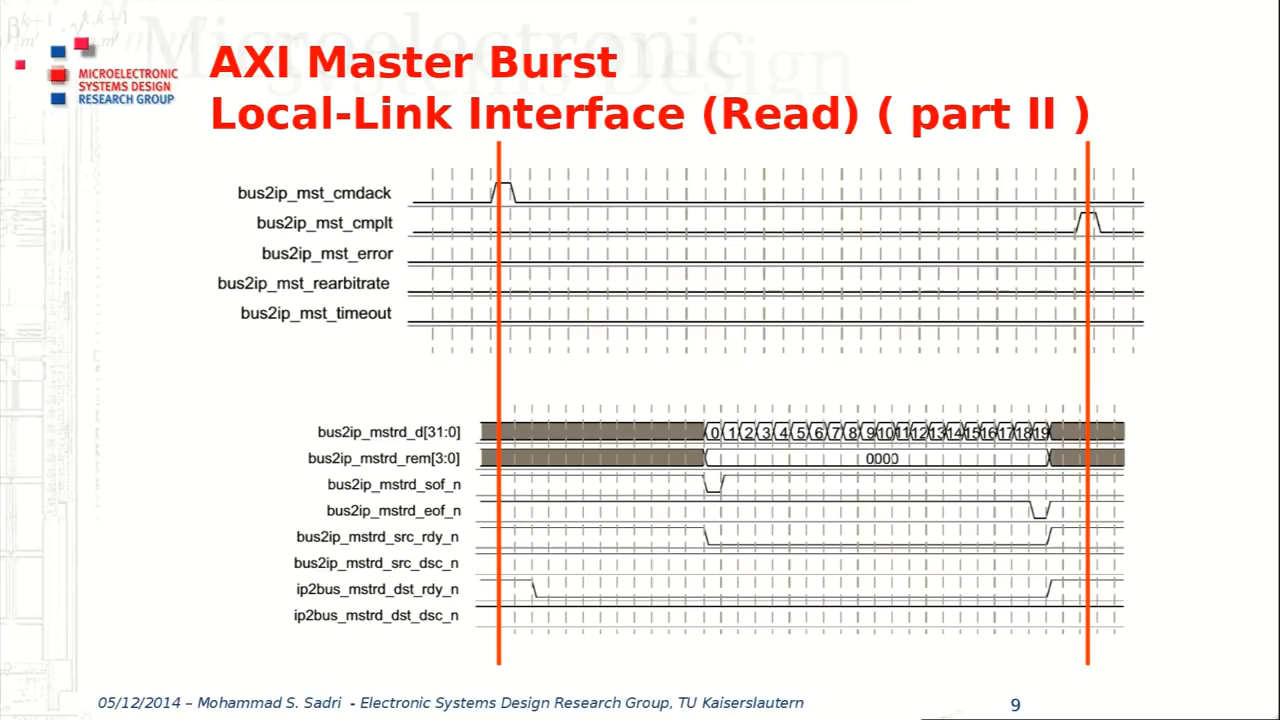 Microelectronic
MICROELECTRONIC
SYSTEMS DESIGN
RESEARCH GROUP
AXI Master Burst
Local-Link Interface (Read) ( part II )
bus2ip_mst_cmdack
bus2ip_mst_cmplt
bus2ip_mst_error
bus2ip_mst_rearbitrate
bus2ip_mst_timeout
bus2ip_mstrd_d[31:0] 0 1 2 3 4 5 6 7 8 9 10 11 12 13 14 15 16 17 18 19
bus2ip_mstrd_rem[3:0] 0000
bus2ip_mstrd_sof_n
bus2ip_mstrd_eof_n
bus2ip_mstrd_src_rdy_n
bus2ip_mstrd_src_dsc_n
ip2bus_mstrd_dst_rdy_n
ip2bus_mstrd_dst_dsc_n
05/12/2014 – Mohammad S. Sadri - Electronic Systems Design Research Group, TU Kaiserslautern 9